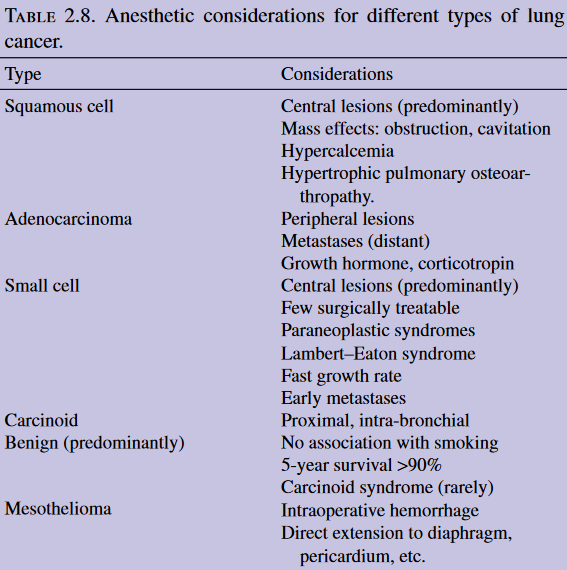 TABLE 2.8. Anesthetic considerations for different types of lung
cancer.
Type Considerations
Squamous cell Central lesions (predominantly)
Mass effects: obstruction, cavitation
Hypercalcemia
Hypertrophic pulmonary osteoar-
thropathy.
Adenocarcinoma Peripheral lesions
Metastases (distant)
Growth hormone, corticotropin
Small cell Central lesions (predominantly)
Few surgically treatable
Paraneoplastic syndromes
Lambert–Eaton syndrome
Fast growth rate
Early metastases
Carcinoid Proximal, intra-bronchial
Benign (predominantly) No association with smoking
5-year survival >90%
Carcinoid syndrome (rarely)
Mesothelioma Intraoperative hemorrhage
Direct extension to diaphragm,
pericardium, etc.